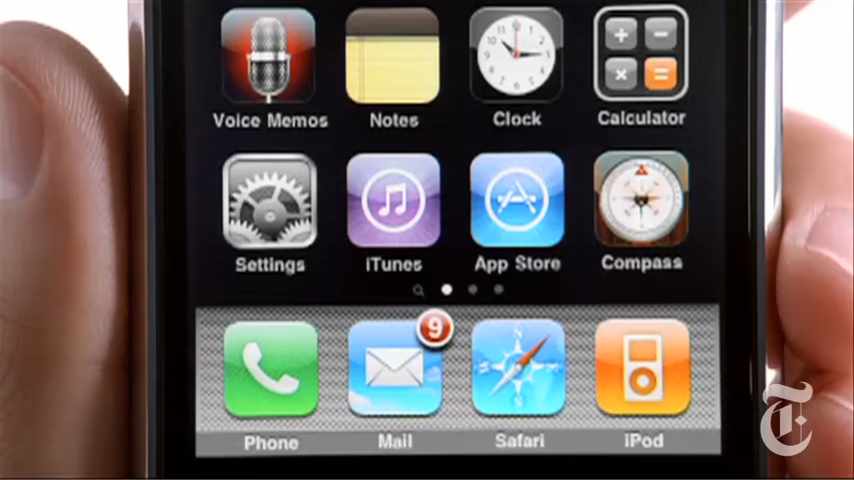 Voice Memos Notes Clock Calculator
Settings iTunes App Store Compass
9
Phone Mail Safari iPod
T